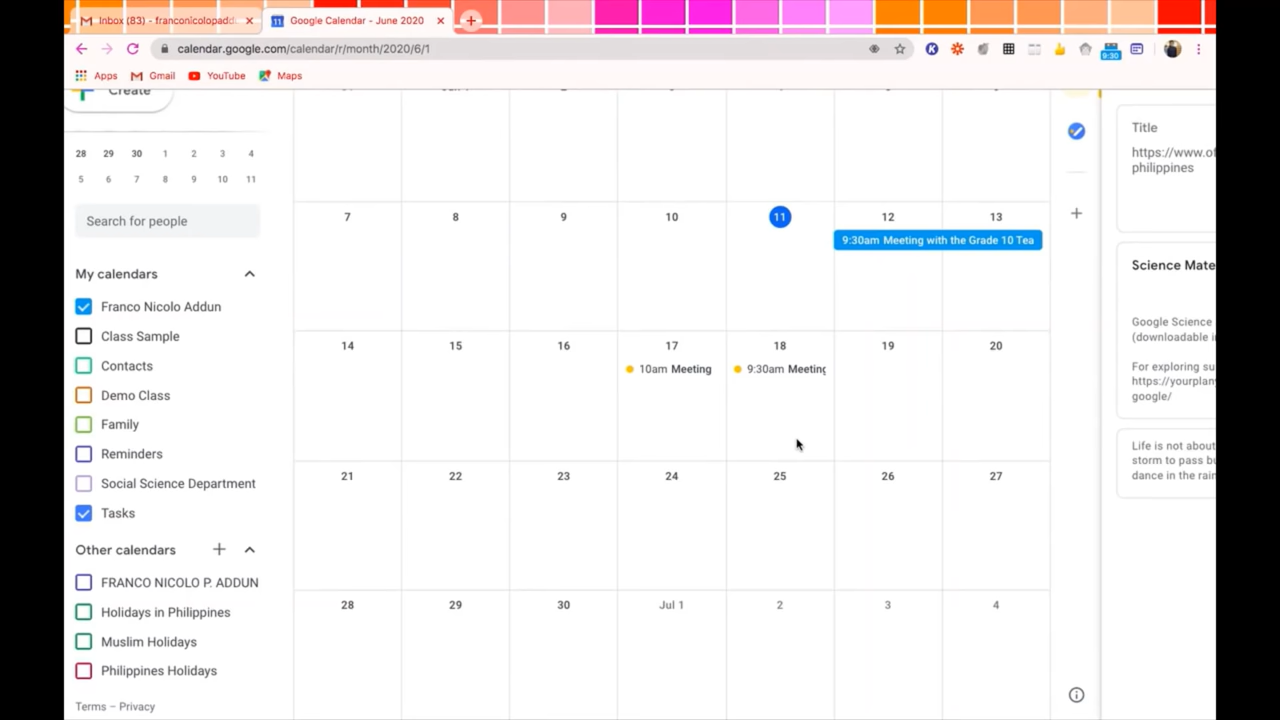 Inbox (83) - franconicolopadd
Google Calendar - June 2020
calendar.google.com/calendar/r/month/2020/6/1
9:30
Apps
Gmail
YouTube
Maps
Create
28 29 30 1 2 3 4
5 6 7 8 9 10 11
Search for people
My calendars
Franco Nicolo Addun
Class Sample
Contacts
Demo Class
Family
Reminders
Social Science Department
Tasks
Other calendars
FRANCO NICOLO P. ADDUN
Holidays in Philippines
Muslim Holidays
Philippines Holidays
Terms – Privacy
7 8 9 10 11 12 13
9:30am Meeting with the Grade 10 Tea
14 15 16 17 18 19 20
10am Meeting
9:30am Meeting
21 22 23 24 25 26 27
28 29 30 Jul 1 2 3 4
Title
https://www.of
philippines
Science Mate
Google Science
(downloadable i
For exploring su
https://yourplan
google/
Life is not about
storm to pass bu
dance in the rain